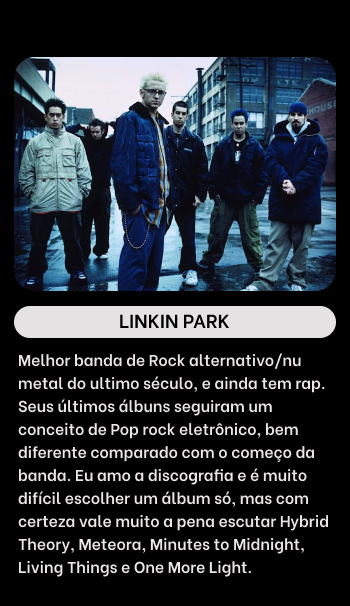 LINKIN PARK
Melhor banda de Rock alternativo/nu
metal do ultimo século, e ainda tem rap.
Seus últimos álbuns seguiram um
conceito de Pop rock eletrônico, bem
diferente comparado com o começo da
banda. Eu amo a discografia e é muito
difícil escolher um álbum só, mas com
certeza vale muito a pena escutar Hybrid
Theory, Meteora, Minutes to Midnight,
Living Things e One More Light.